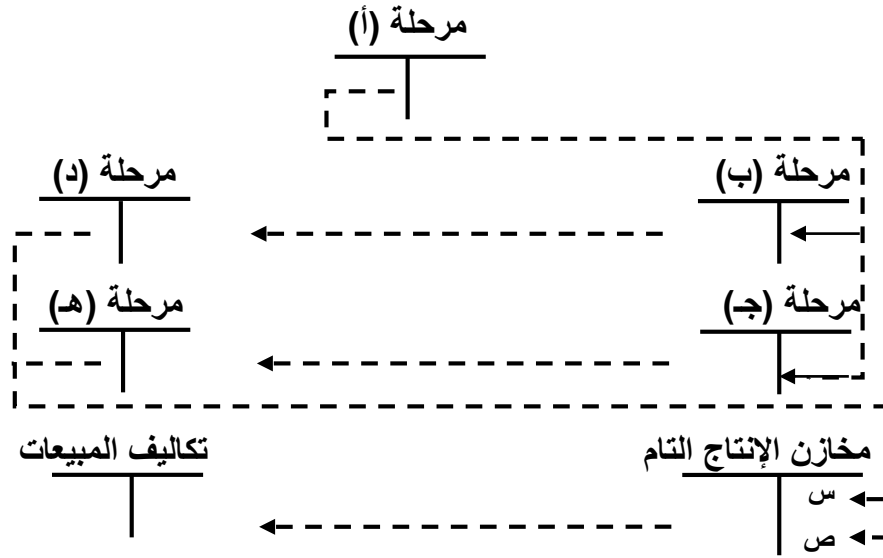 مرحلة (أ)
مرحلة (ب)
مرحلة (د)
مرحلة (جـ)
مرحلة (هـ)
مخازن الإنتاج التام
تكاليف المبيعات
س
ص